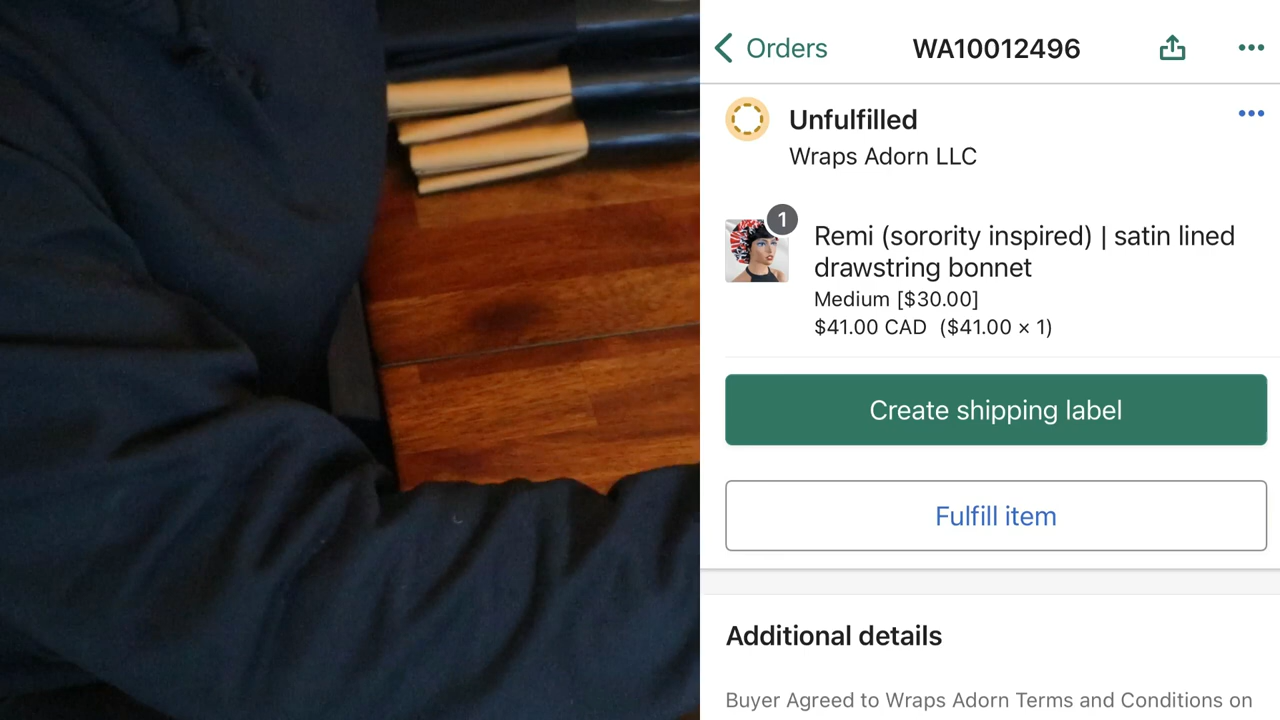 Orders
WA10012496
Unfulfilled
Wraps Adorn LLC
1
Remi (sorority inspired) | satin lined
drawstring bonnet
Medium [$30.00]
$41.00 CAD ($41.00 × 1)
Create shipping label
Fulfill item
Additional details
Buyer Agreed to Wraps Adorn Terms and Conditions on